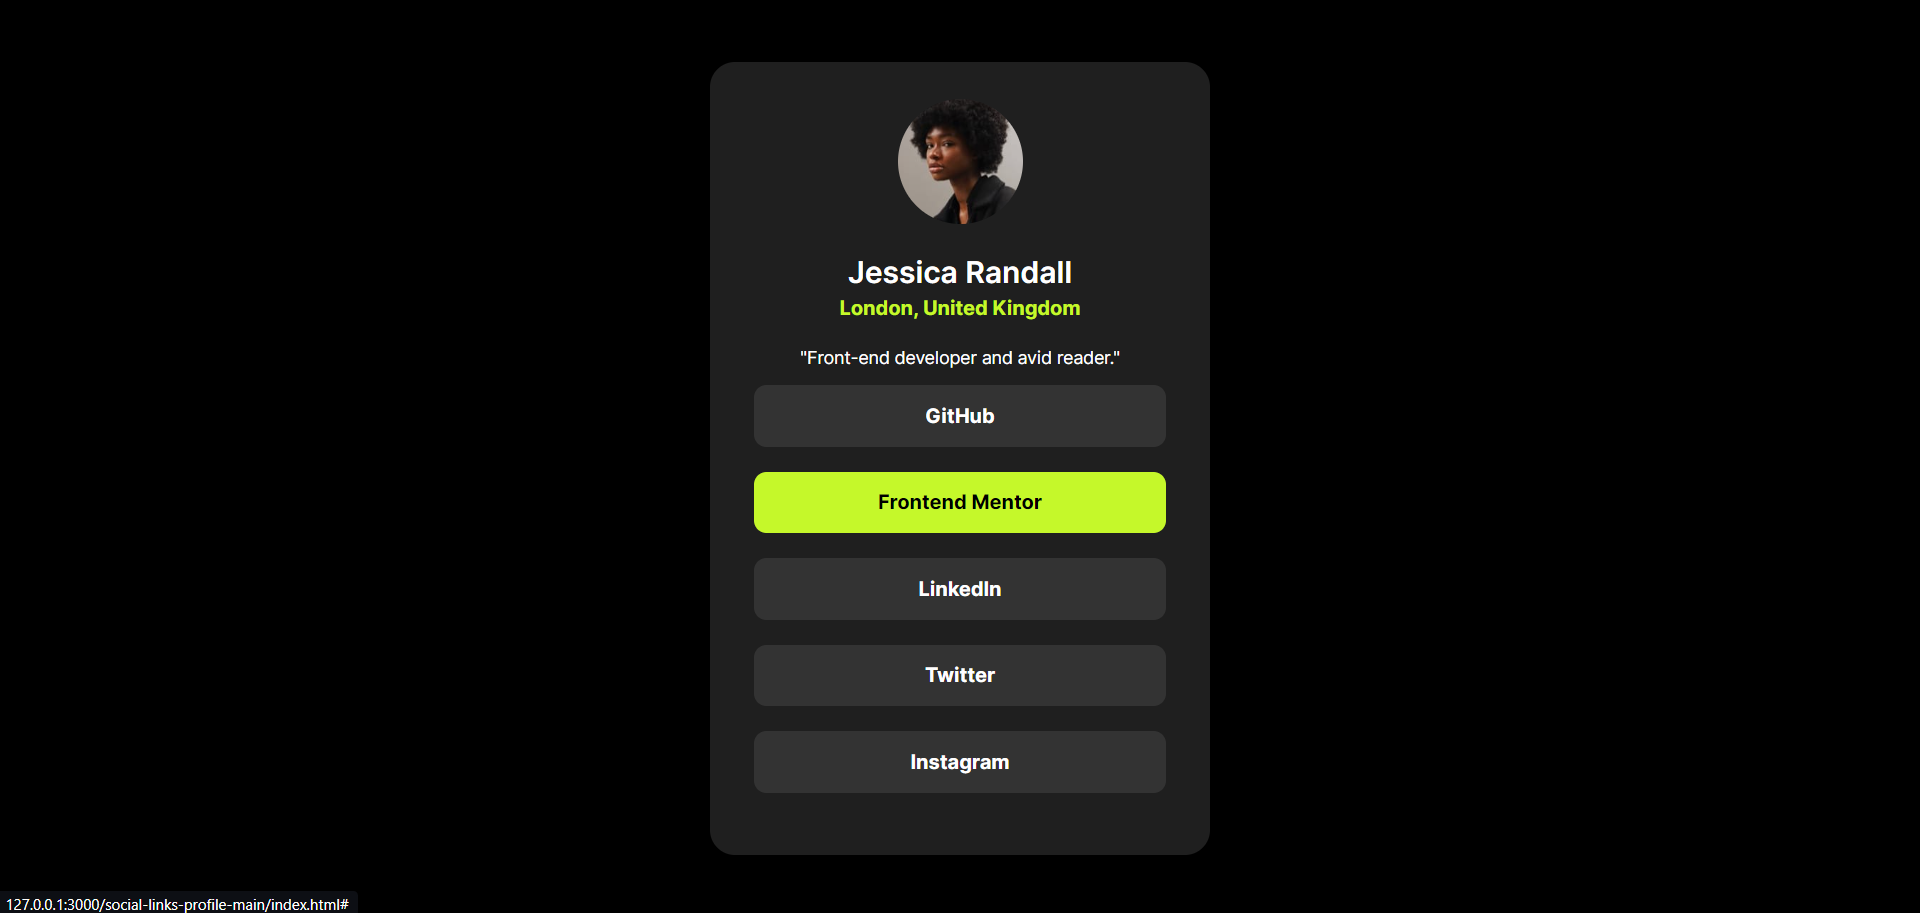 Jessica Randall
London, United Kingdom
"Front-end developer and avid reader."
GitHub
Frontend Mentor
LinkedIn
Twitter
Instagram
127.0.0.1:3000/social-links-profile-main/index.html#